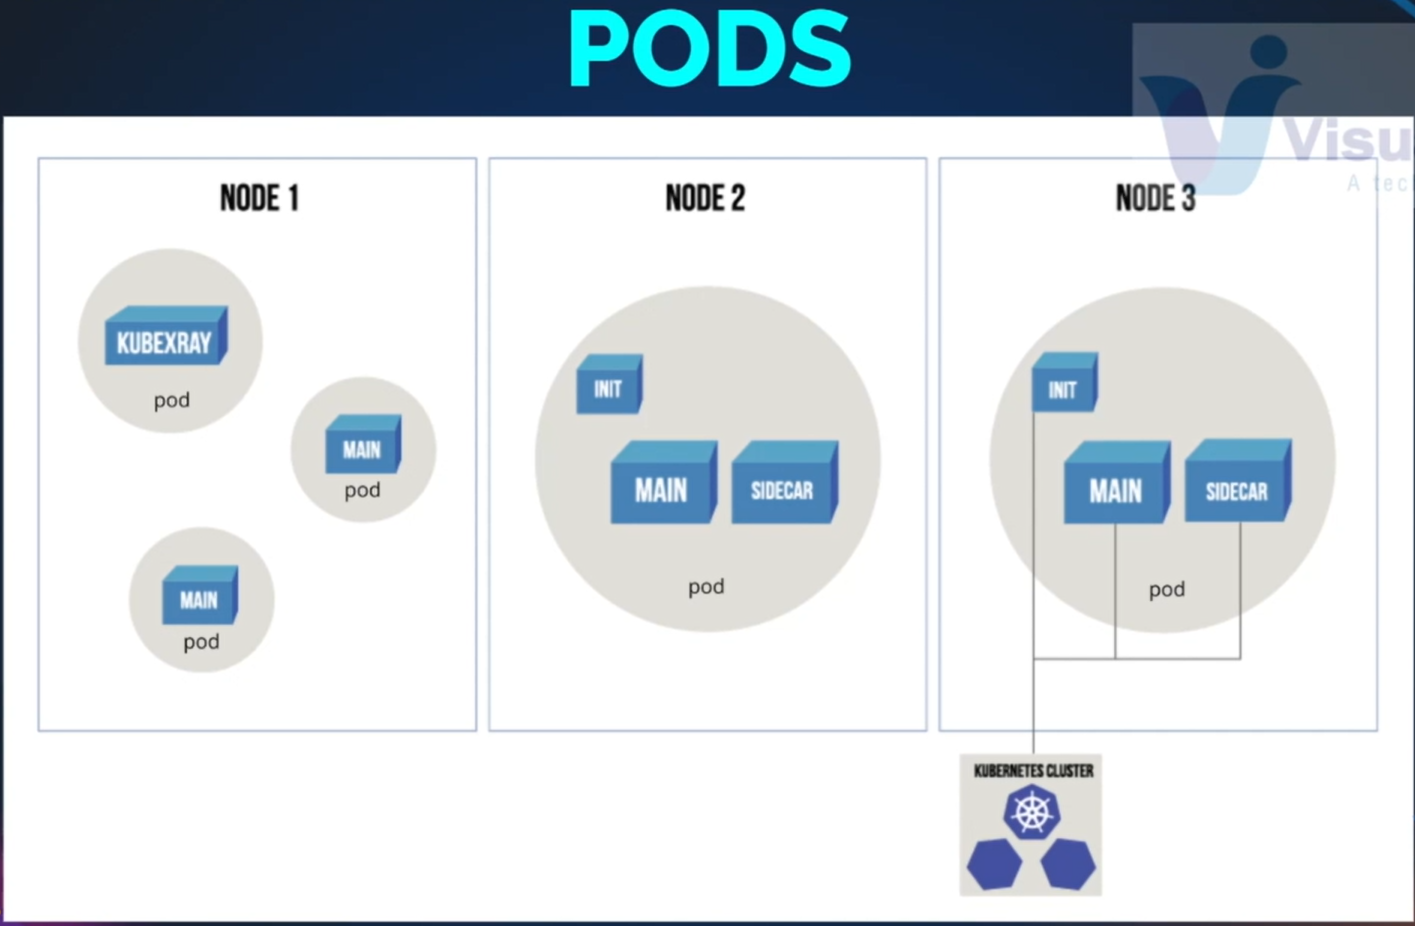 PODS
Visu
A tec
NODE 1
NODE 2
NODE 3
KUBEXRAY
pod
MAIN
pod
MAIN
pod
INIT
MAIN
SIDECAR
pod
INIT
MAIN
SIDECAR
pod
KUBERNETES CLUSTER